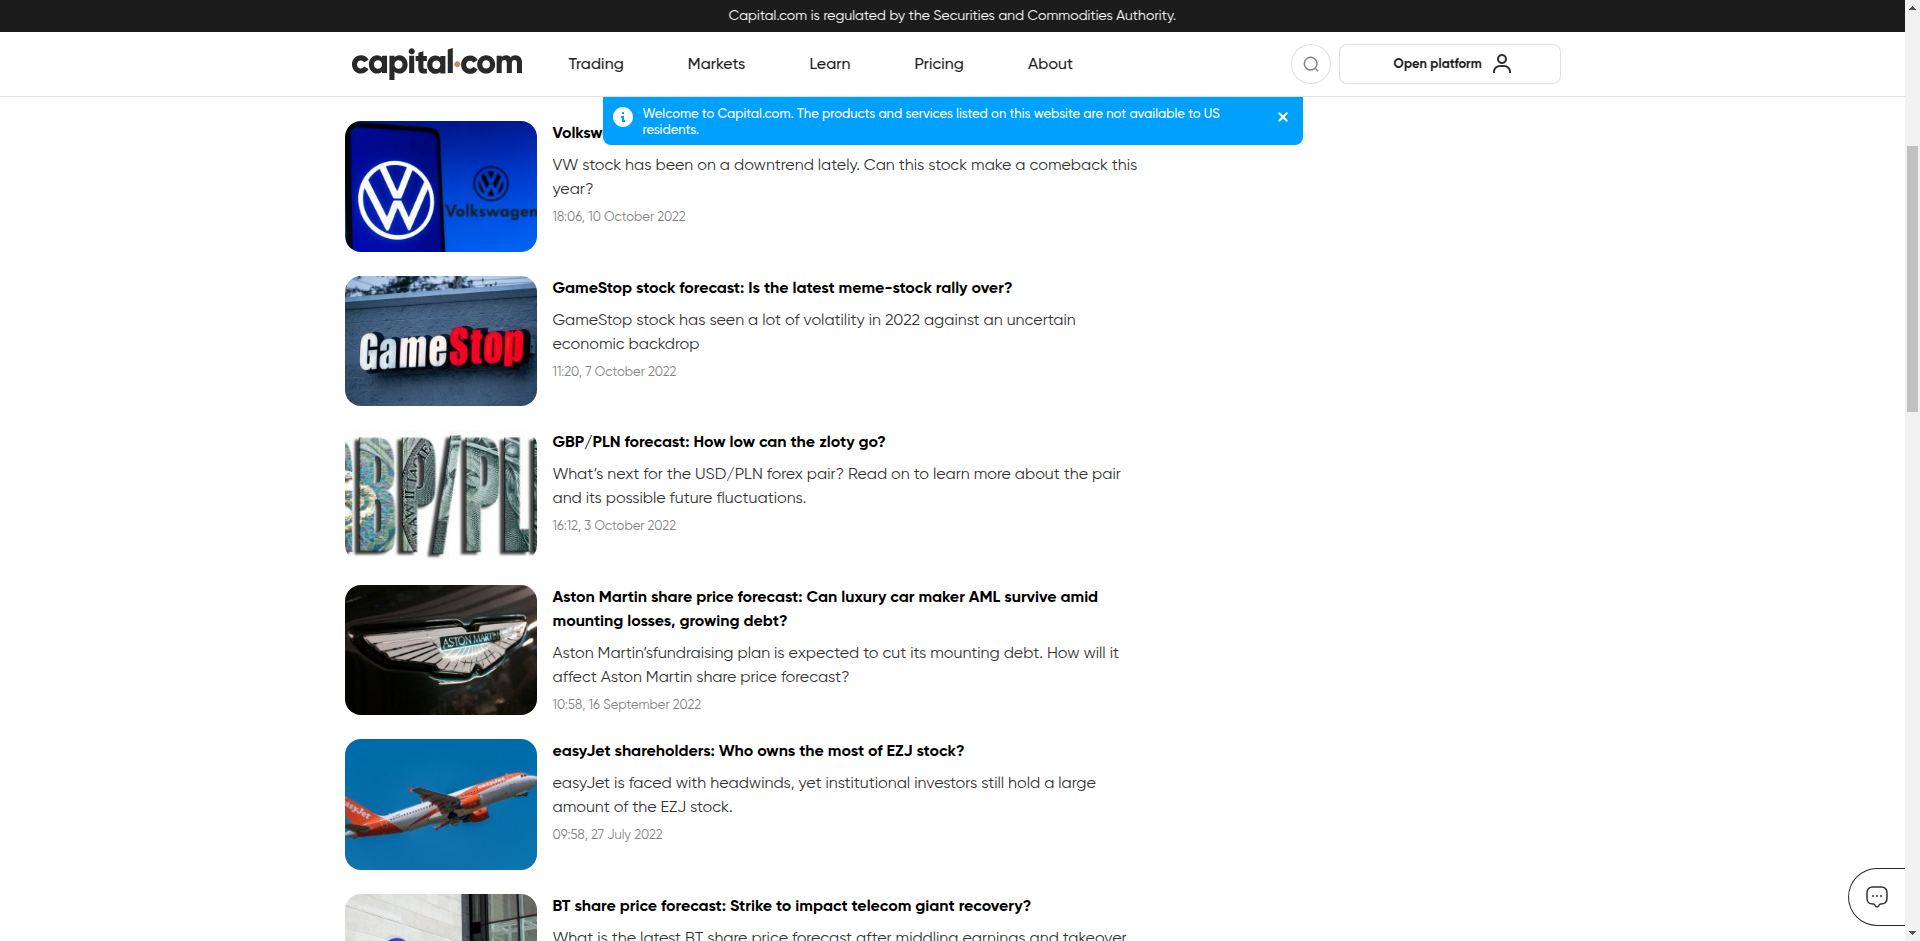 Capital.com is regulated by the Securities and Commodities Authority.
capital.com
Trading
Markets
Learn
Pricing
About
Open platform
Welcome to Capital.com. The products and services listed on this website are not available to US
residents.
Volksw
VW stock has been on a downtrend lately. Can this stock make a comeback this
year?
18:06, 10 October 2022
Volkswagen
GameStop stock forecast: Is the latest meme-stock rally over?
GameStop stock has seen a lot of volatility in 2022 against an uncertain
economic backdrop
11:20, 7 October 2022
GameStop
GBP/PLN forecast: How low can the zloty go?
What’s next for the USD/PLN forex pair? Read on to learn more about the pair
and its possible future fluctuations.
16:12, 3 October 2022
BP/PL
Aston Martin share price forecast: Can luxury car maker AML survive amid
mounting losses, growing debt?
Aston Martin’sfundraising plan is expected to cut its mounting debt. How will it
affect Aston Martin share price forecast?
10:58, 16 September 2022
ASTON MARTIN
easyJet shareholders: Who owns the most of EZJ stock?
easyJet is faced with headwinds, yet institutional investors still hold a large
amount of the EZJ stock.
09:58, 27 July 2022
BT share price forecast: Strike to impact telecom giant recovery?
What is the latest BT share price forecast after middling earnings and takeover